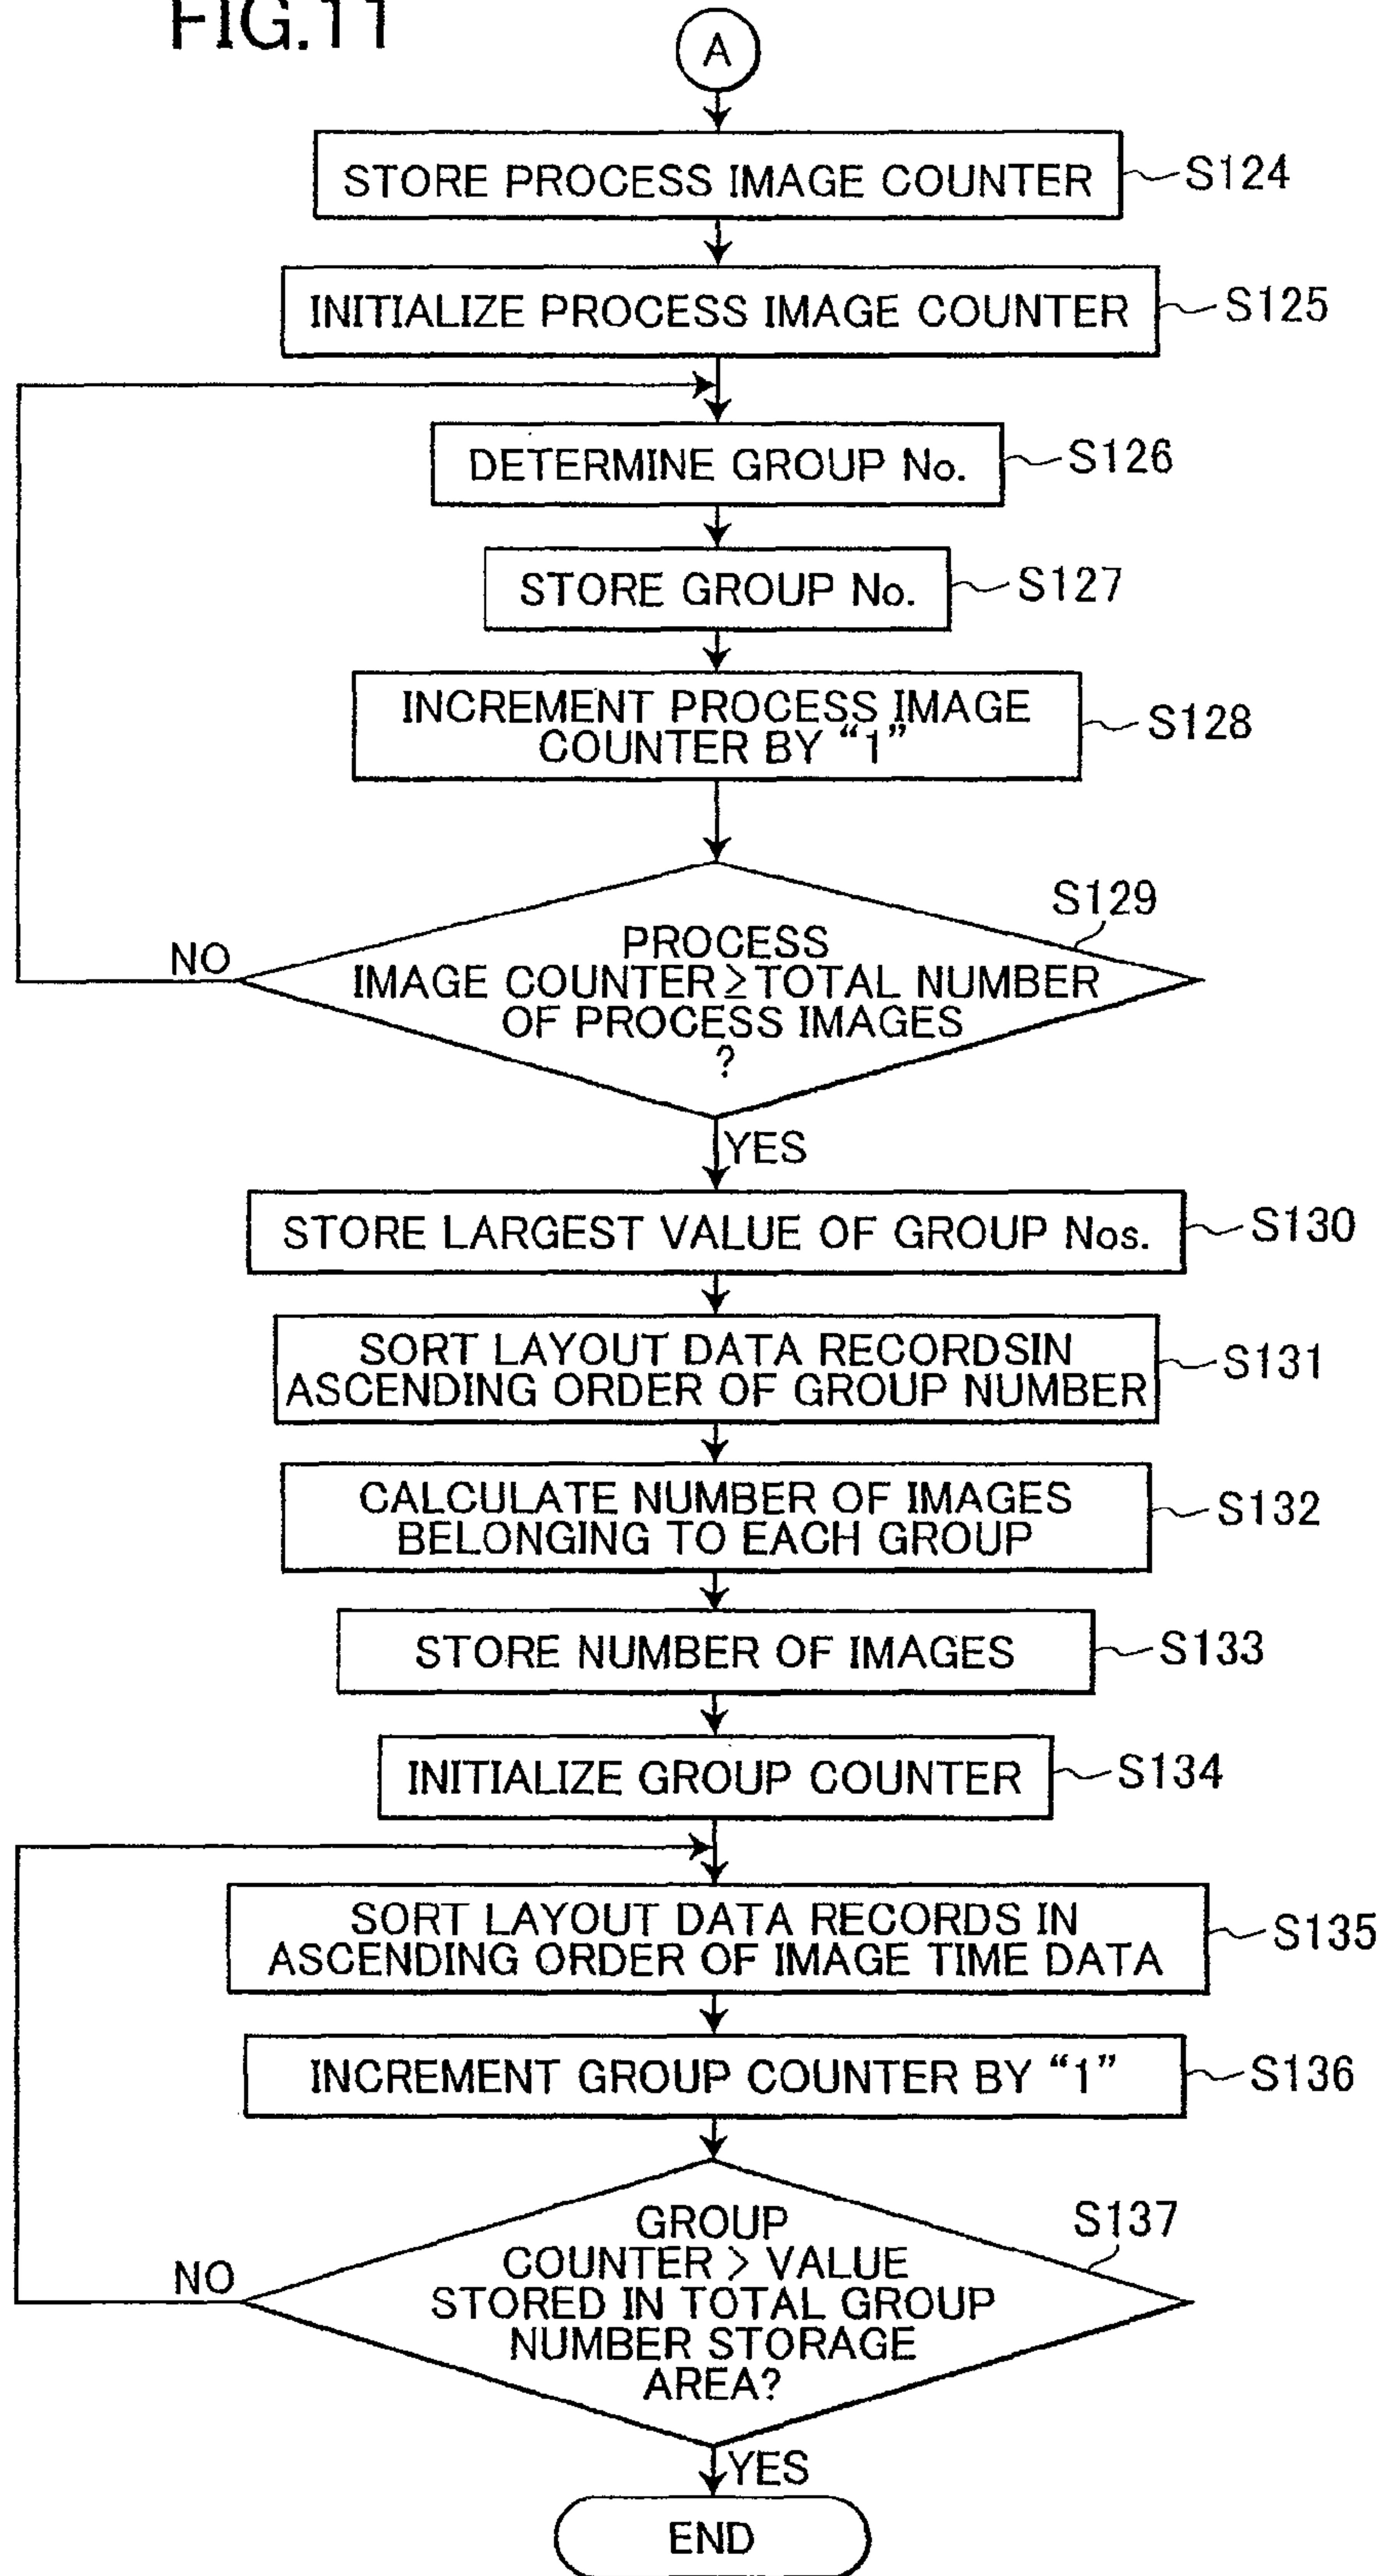 FIG.11
A
STORE PROCESS IMAGE COUNTER
S124
INITIALIZE PROCESS IMAGE COUNTER
S125
DETERMINE GROUP No.
S126
STORE GROUP No.
S127
INCREMENT PROCESS IMAGE
COUNTER BY “1”
S128
S129
PROCESS
IMAGE COUNTER≥TOTAL NUMBER
OF PROCESS IMAGES
?
NO
YES
STORE LARGEST VALUE OF GROUP Nos.
S130
SORT LAYOUT DATA RECORDSIN
ASCENDING ORDER OF GROUP NUMBER
S131
CALCULATE NUMBER OF IMAGES
BELONGING TO EACH GROUP
S132
STORE NUMBER OF IMAGES
S133
INITIALIZE GROUP COUNTER
S134
SORT LAYOUT DATA RECORDS IN
ASCENDING ORDER OF IMAGE TIME DATA
S135
INCREMENT GROUP COUNTER BY “1”
S136
S137
GROUP
COUNTER > VALUE
STORED IN TOTAL GROUP
NUMBER STORAGE
AREA?
NO
YES
END